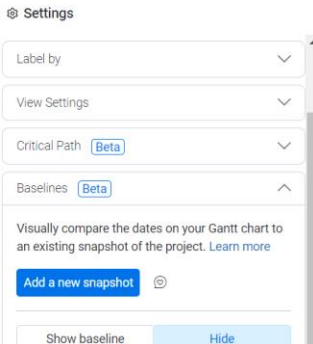 Settings
Label by
View Settings
Critical Path Beta
Baselines Beta
Visually compare the dates on your Gantt chart to
an existing snapshot of the project. Learn more
Add a new snapshot
Show baseline Hide